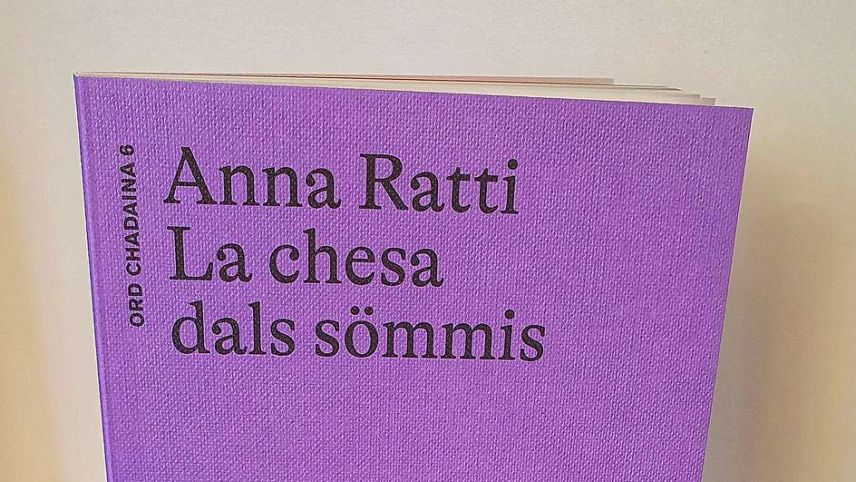 ORD CHADAINA 6
Anna Ratti
La chesa
dals sömmis